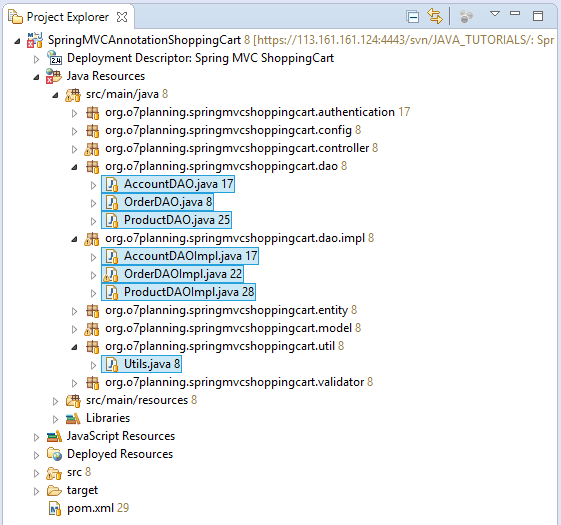 Project Explorer
SpringMVCAnnotationShoppingCart 8 [https://113.161.161.124:4443/svn/JAVA_TUTORIALS/: Spr
Deployment Descriptor: Spring MVC ShoppingCart
Java Resources
src/main/java 8
org.o7planning.springmvcshoppingcart.authentication 17
org.o7planning.springmvcshoppingcart.config 8
org.o7planning.springmvcshoppingcart.controller 8
org.o7planning.springmvcshoppingcart.dao 8
AccountDAO.java 17
OrderDAO.java 8
ProductDAO.java 25
org.o7planning.springmvcshoppingcart.dao.impl 8
AccountDAOImpl.java 17
OrderDAOImpl.java 22
ProductDAOImpl.java 28
org.o7planning.springmvcshoppingcart.entity 8
org.o7planning.springmvcshoppingcart.model 8
org.o7planning.springmvcshoppingcart.util 8
Utils.java 8
org.o7planning.springmvcshoppingcart.validator 8
src/main/resources 8
Libraries
JavaScript Resources
Deployed Resources
src 8
target
pom.xml 29